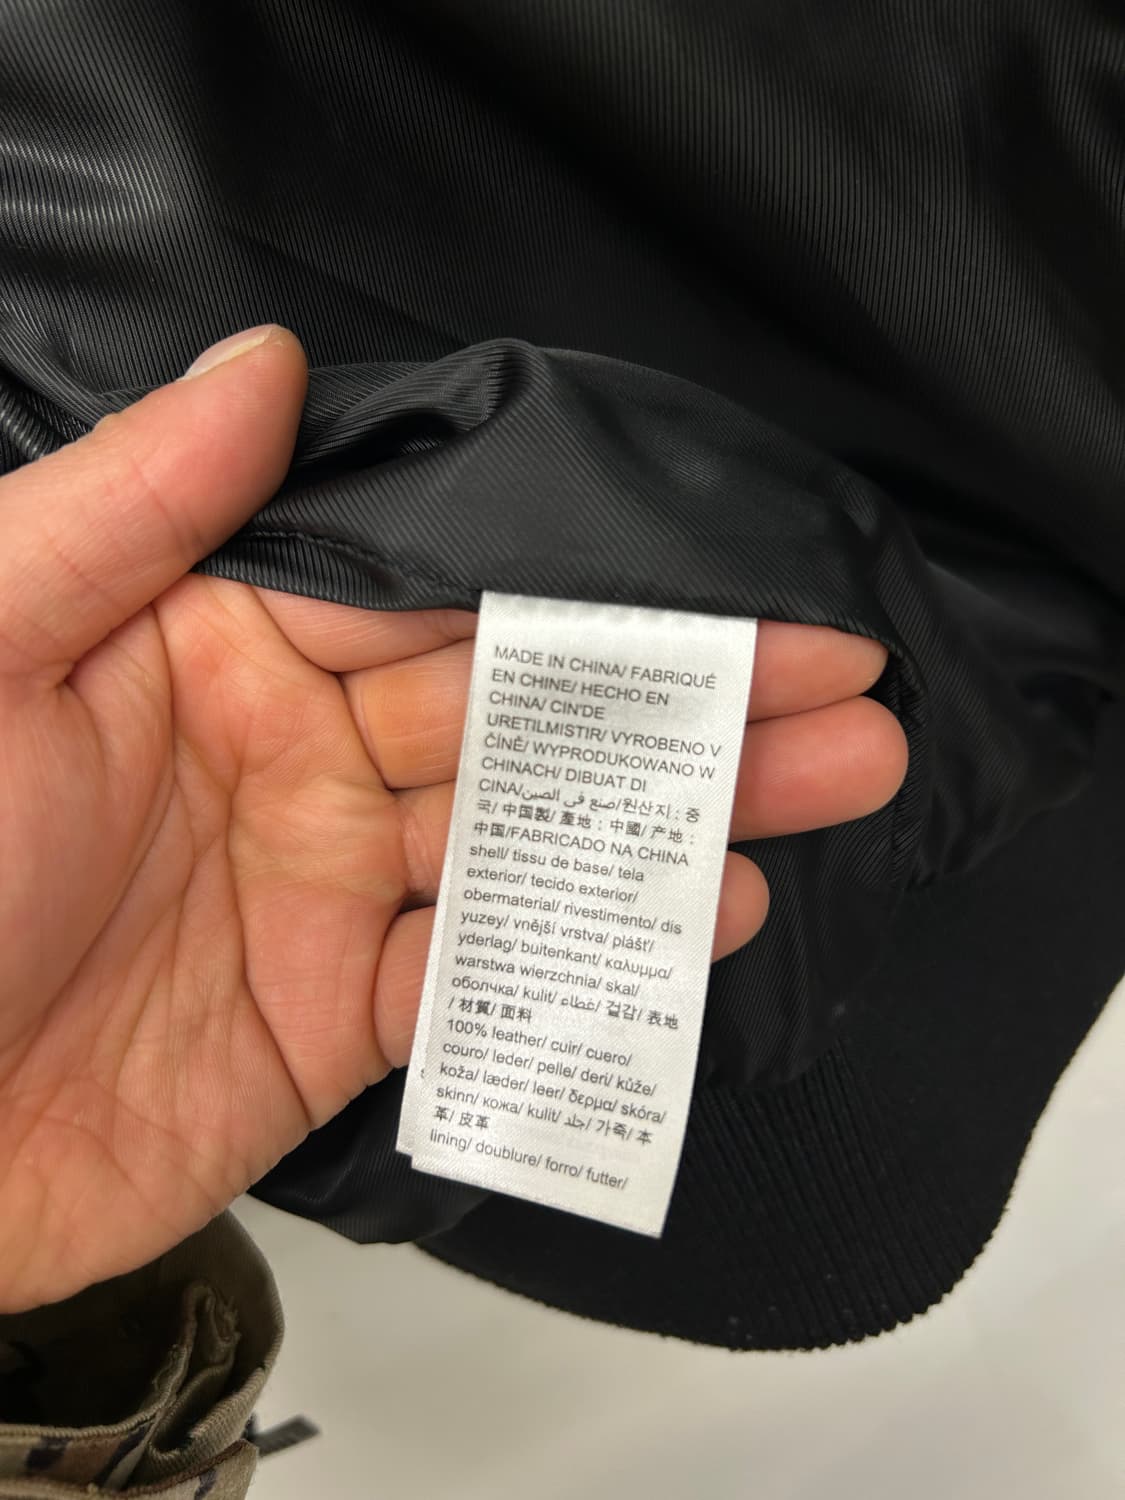 MADE IN CHINA/ FABRIQUÉ
EN CHINE/ HECHO EN
CHINA/ CIN'DE
URETILMISTIR/ VYROBENO V
ČÍNĚ/ WYPRODUKOWANO W
CHINACH/ DIBUAT DI
CINA/صنع في الصين/원산지 : 중
국/ 中国製/ 產地 : 中國/ 产地 :
中国/FABRICADO NA CHINA
shell/ tissu de base/ tela
exterior/ tecido exterior/
obermaterial/ rivestimento/ dis
yuzey/ vnější vrstva/ plášť/
yderlag/ buitenkant/ καλυμμα/
warstwa wierzchnia/ skal/
оболчка/ kulit/ غطاء/ 겉감/ 表地
/ 材質/ 面料
100% leather/ cuir/ cuero/
couro/ leder/ pelle/ deri/ kůže/
koža/ læder/ leer/ δερμα/ skóra/
skinn/ кожа/ kulit/ جلد/ 가죽/ 本
革/ 皮革
lining/ doublure/ forro/ futter/